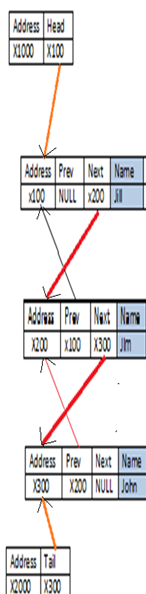 Address Head
X1000 X100
Address Prev Next Name
x100 NULL x200 Jill
Address Prev Next Name
X200 x100 X300 Jim
Address Prev Next Name
X300 X200 NULL John
Address Tail
X2000 X300